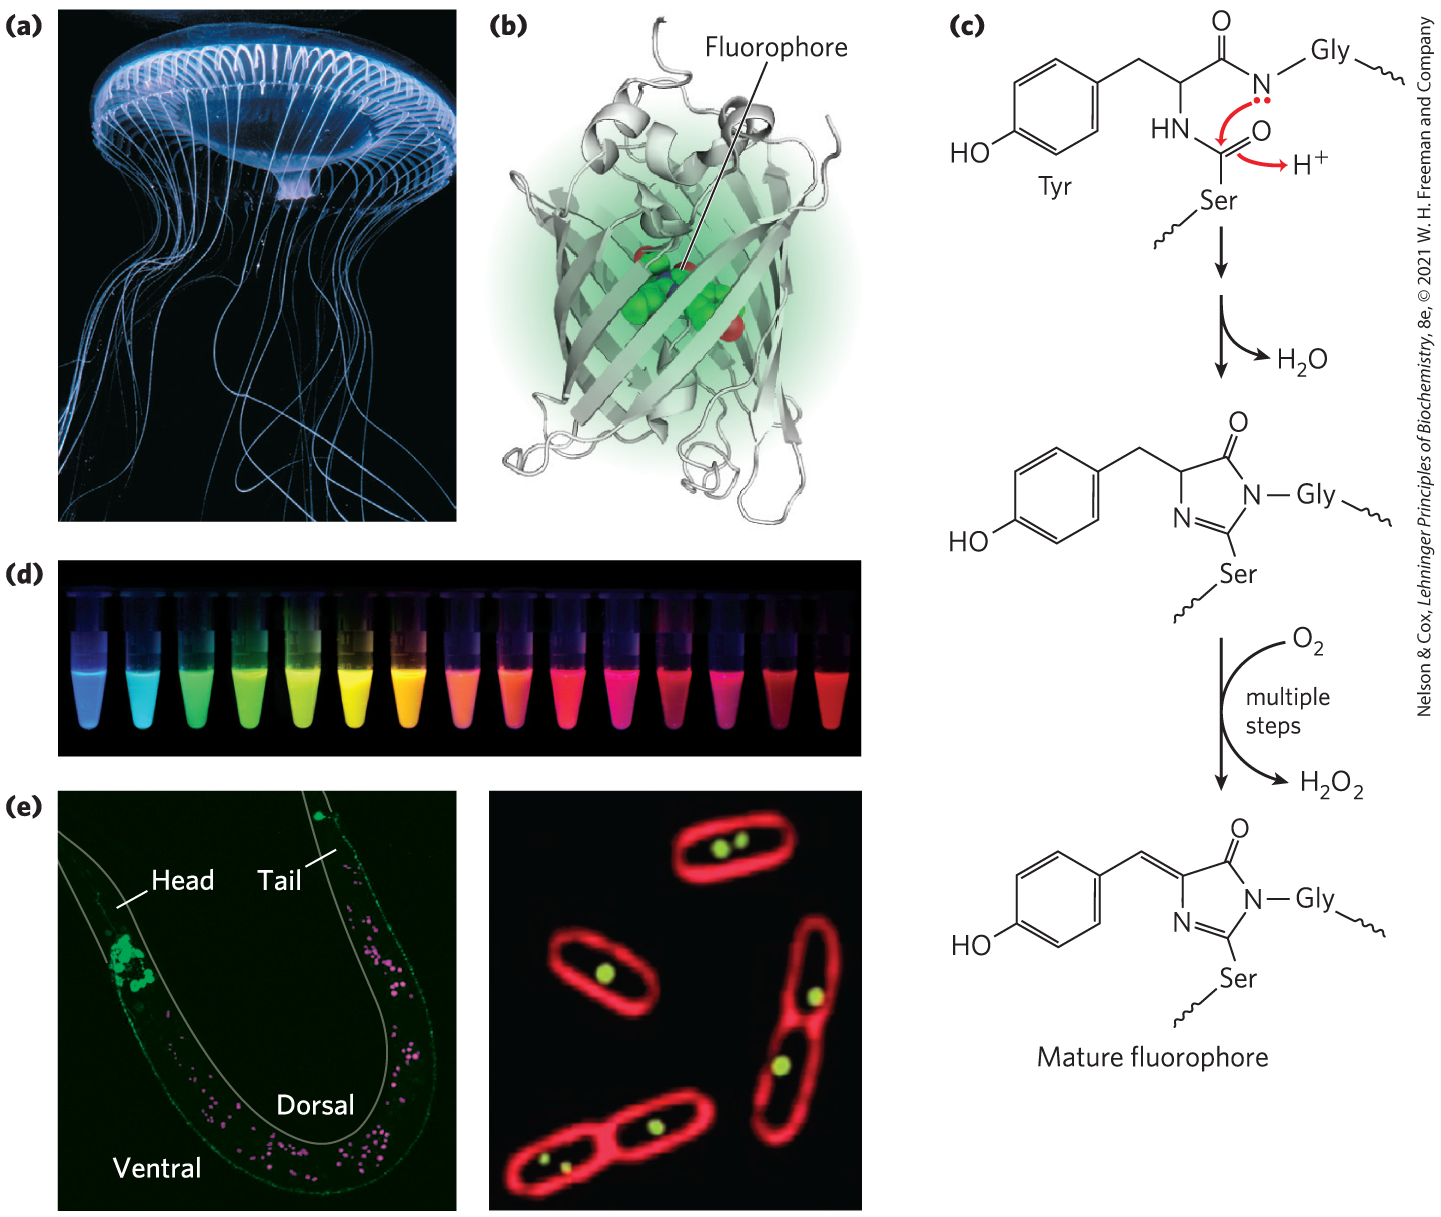 (a)
(b)
Fluorophore
(c)
O
N
Gly
HN
O
H⁺
HO
Tyr
Ser
H₂O
O
N
Gly
N
HO
Ser
O₂
multiple
steps
H₂O₂
O
N
Gly
N
HO
Ser
Mature fluorophore
(d)
(e)
Head
Tail
Dorsal
Ventral
Nelson & Cox, Lehninger Principles of Biochemistry, 8e, © 2021 W. H. Freeman and Company